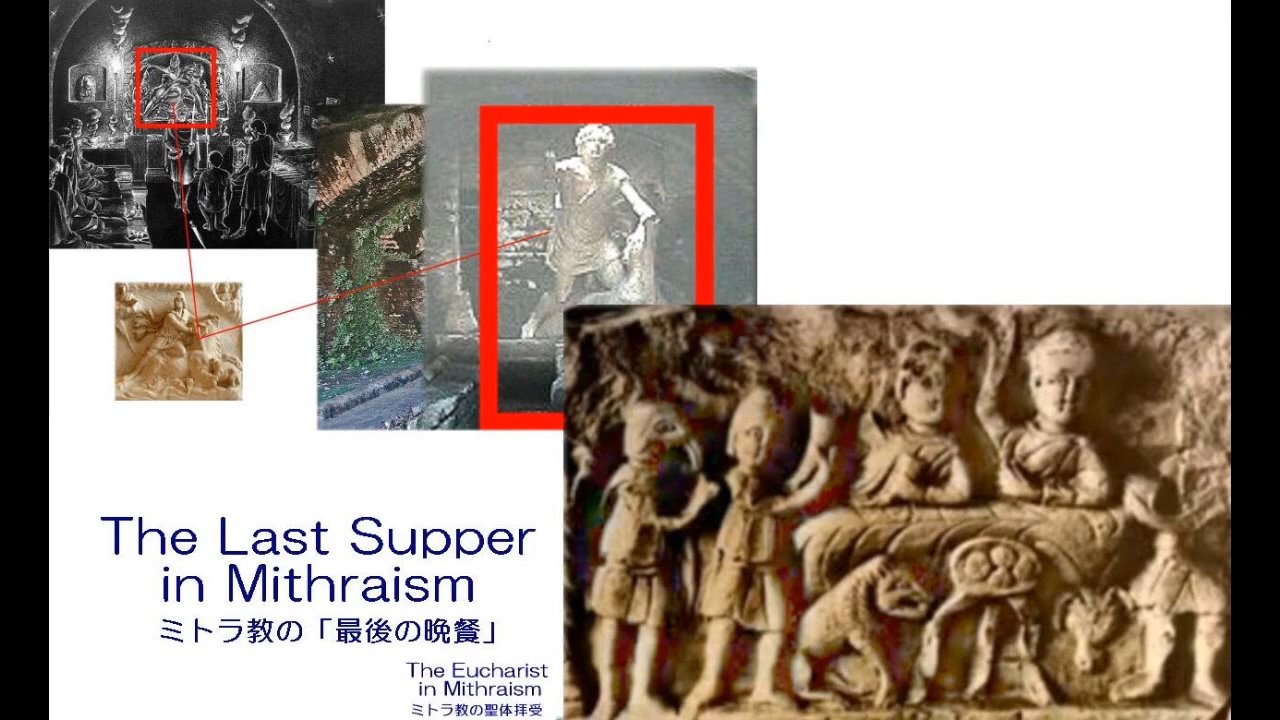 The Last Supper
in Mithraism
ミトラ教の「最後の晩餐」
The Eucharist
in Mithraism
ミトラ教の聖体拝受